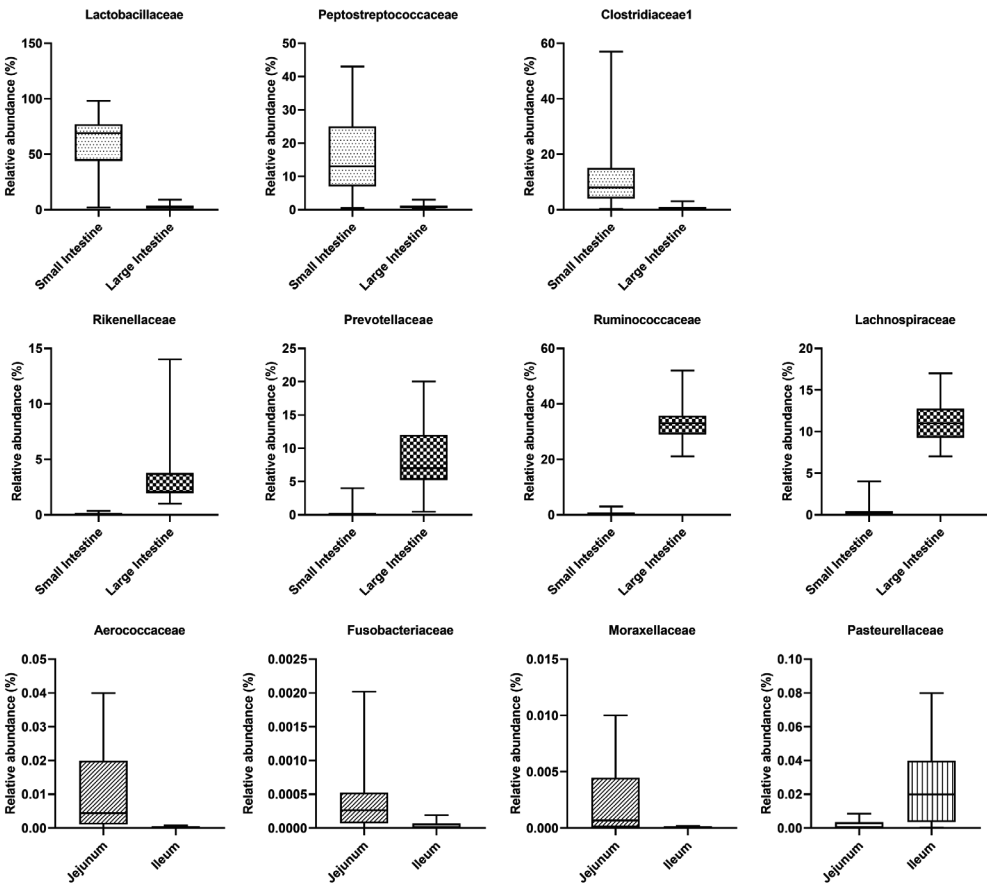 Lactobacillaceae
Relative abundance (%)
150
100
50
0
Small Intestine
Large Intestine
Peptostreptococcaceae
Relative abundance (%)
50
40
30
20
10
0
Small Intestine
Large Intestine
Clostridiaceae1
Relative abundance (%)
60
40
20
0
Small Intestine
Large Intestine
Rikenellaceae
Relative abundance (%)
15
10
5
0
Small Intestine
Large Intestine
Prevotellaceae
Relative abundance (%)
25
20
15
10
5
0
Small Intestine
Large Intestine
Ruminococcaceae
Relative abundance (%)
60
40
20
0
Small Intestine
Large Intestine
Lachnospiraceae
Relative abundance (%)
20
15
10
5
0
Small Intestine
Large Intestine
Aerococcaceae
Relative abundance (%)
0.05
0.04
0.03
0.02
0.01
0.00
Jejunum
Ileum
Fusobacteriaceae
Relative abundance (%)
0.0025
0.0020
0.0015
0.0010
0.0005
0.0000
Jejunum
Ileum
Moraxellaceae
Relative abundance (%)
0.015
0.010
0.005
0.000
Jejunum
Ileum
Pasteurellaceae
Relative abundance (%)
0.10
0.08
0.06
0.04
0.02
0.00
Jejunum
Ileum